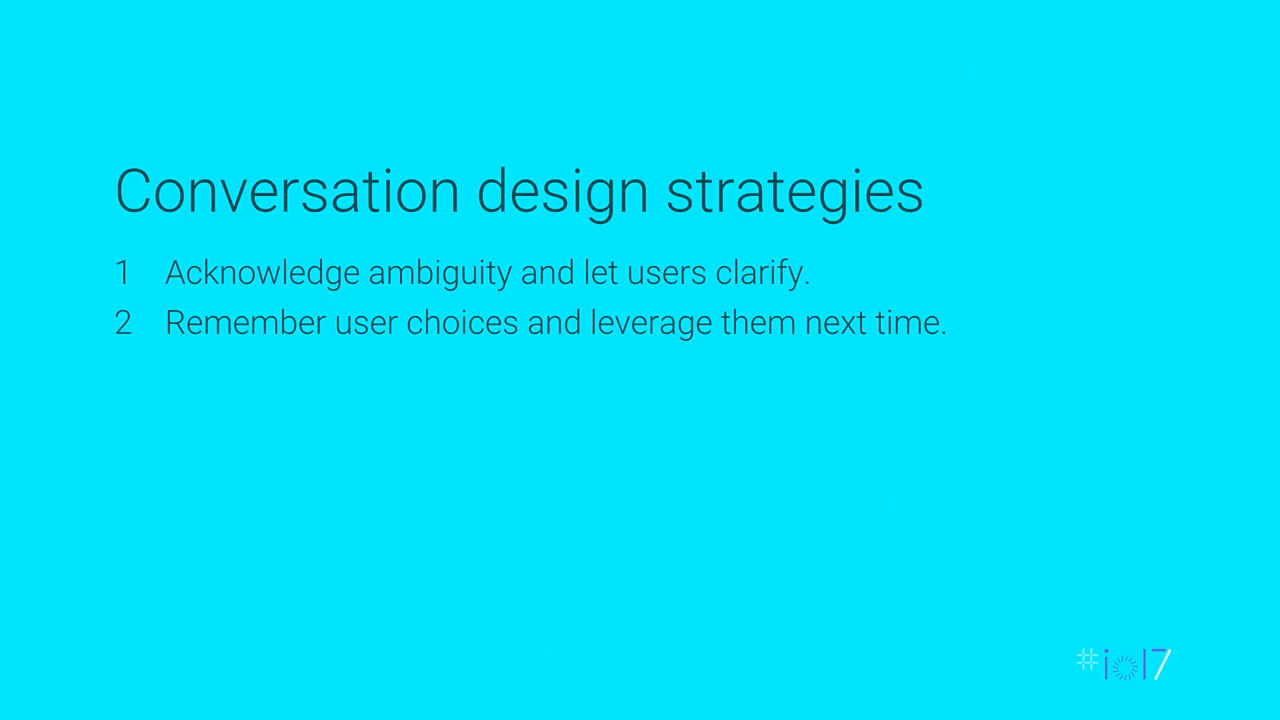 Conversation design strategies
1 Acknowledge ambiguity and let users clarify.
2 Remember user choices and leverage them next time.
#io17